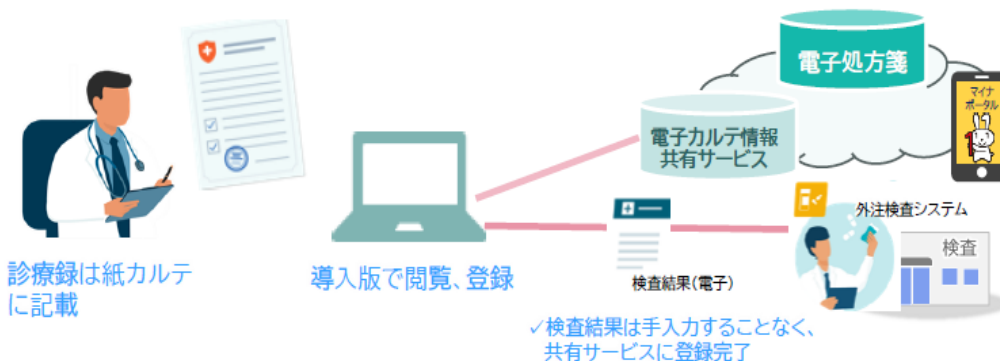 電子処方箋
マイナ
ポータル
電子カルテ情報
共有サービス
外注検査システム
検査
診療録は紙カルテ
に記載
導入版で閲覧、登録
検査結果(電子)
✓検査結果は手入力することなく、
共有サービスに登録完了